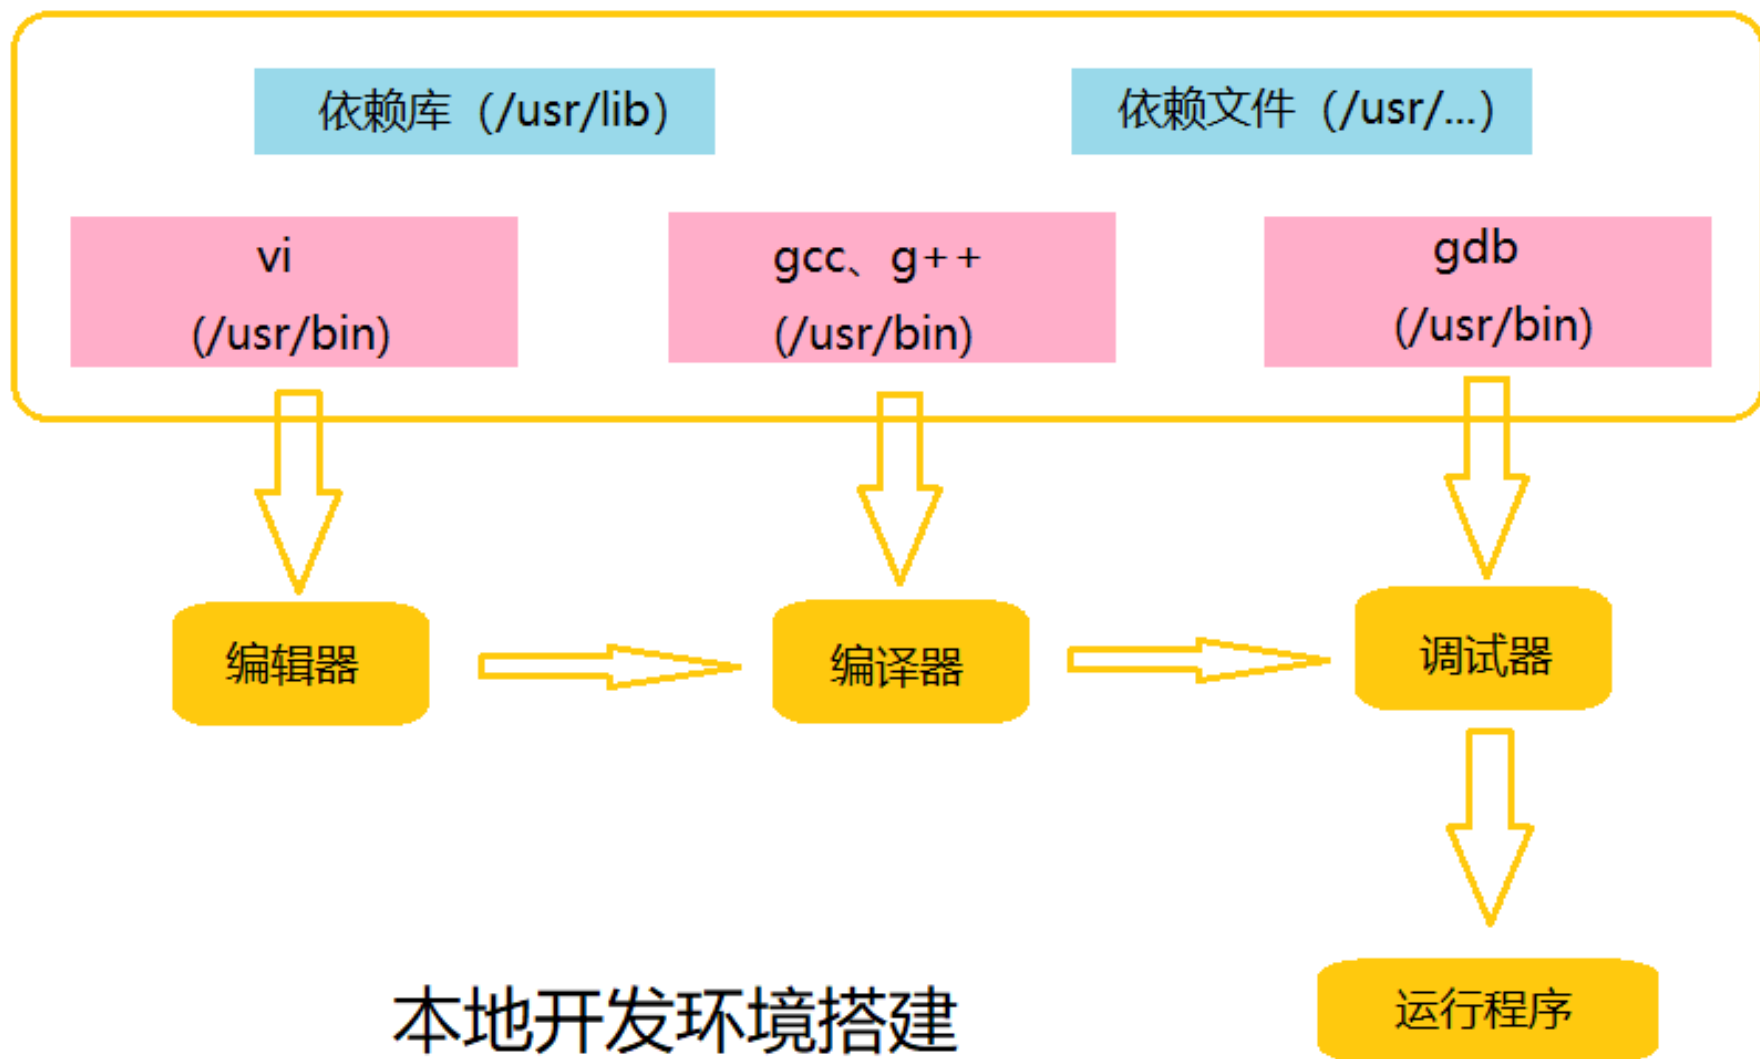 依赖库（/usr/lib）
依赖文件（/usr/...）
vi
(/usr/bin)
gcc、g++
(/usr/bin)
gdb
(/usr/bin)
编辑器
编译器
调试器
本地开发环境搭建
运行程序